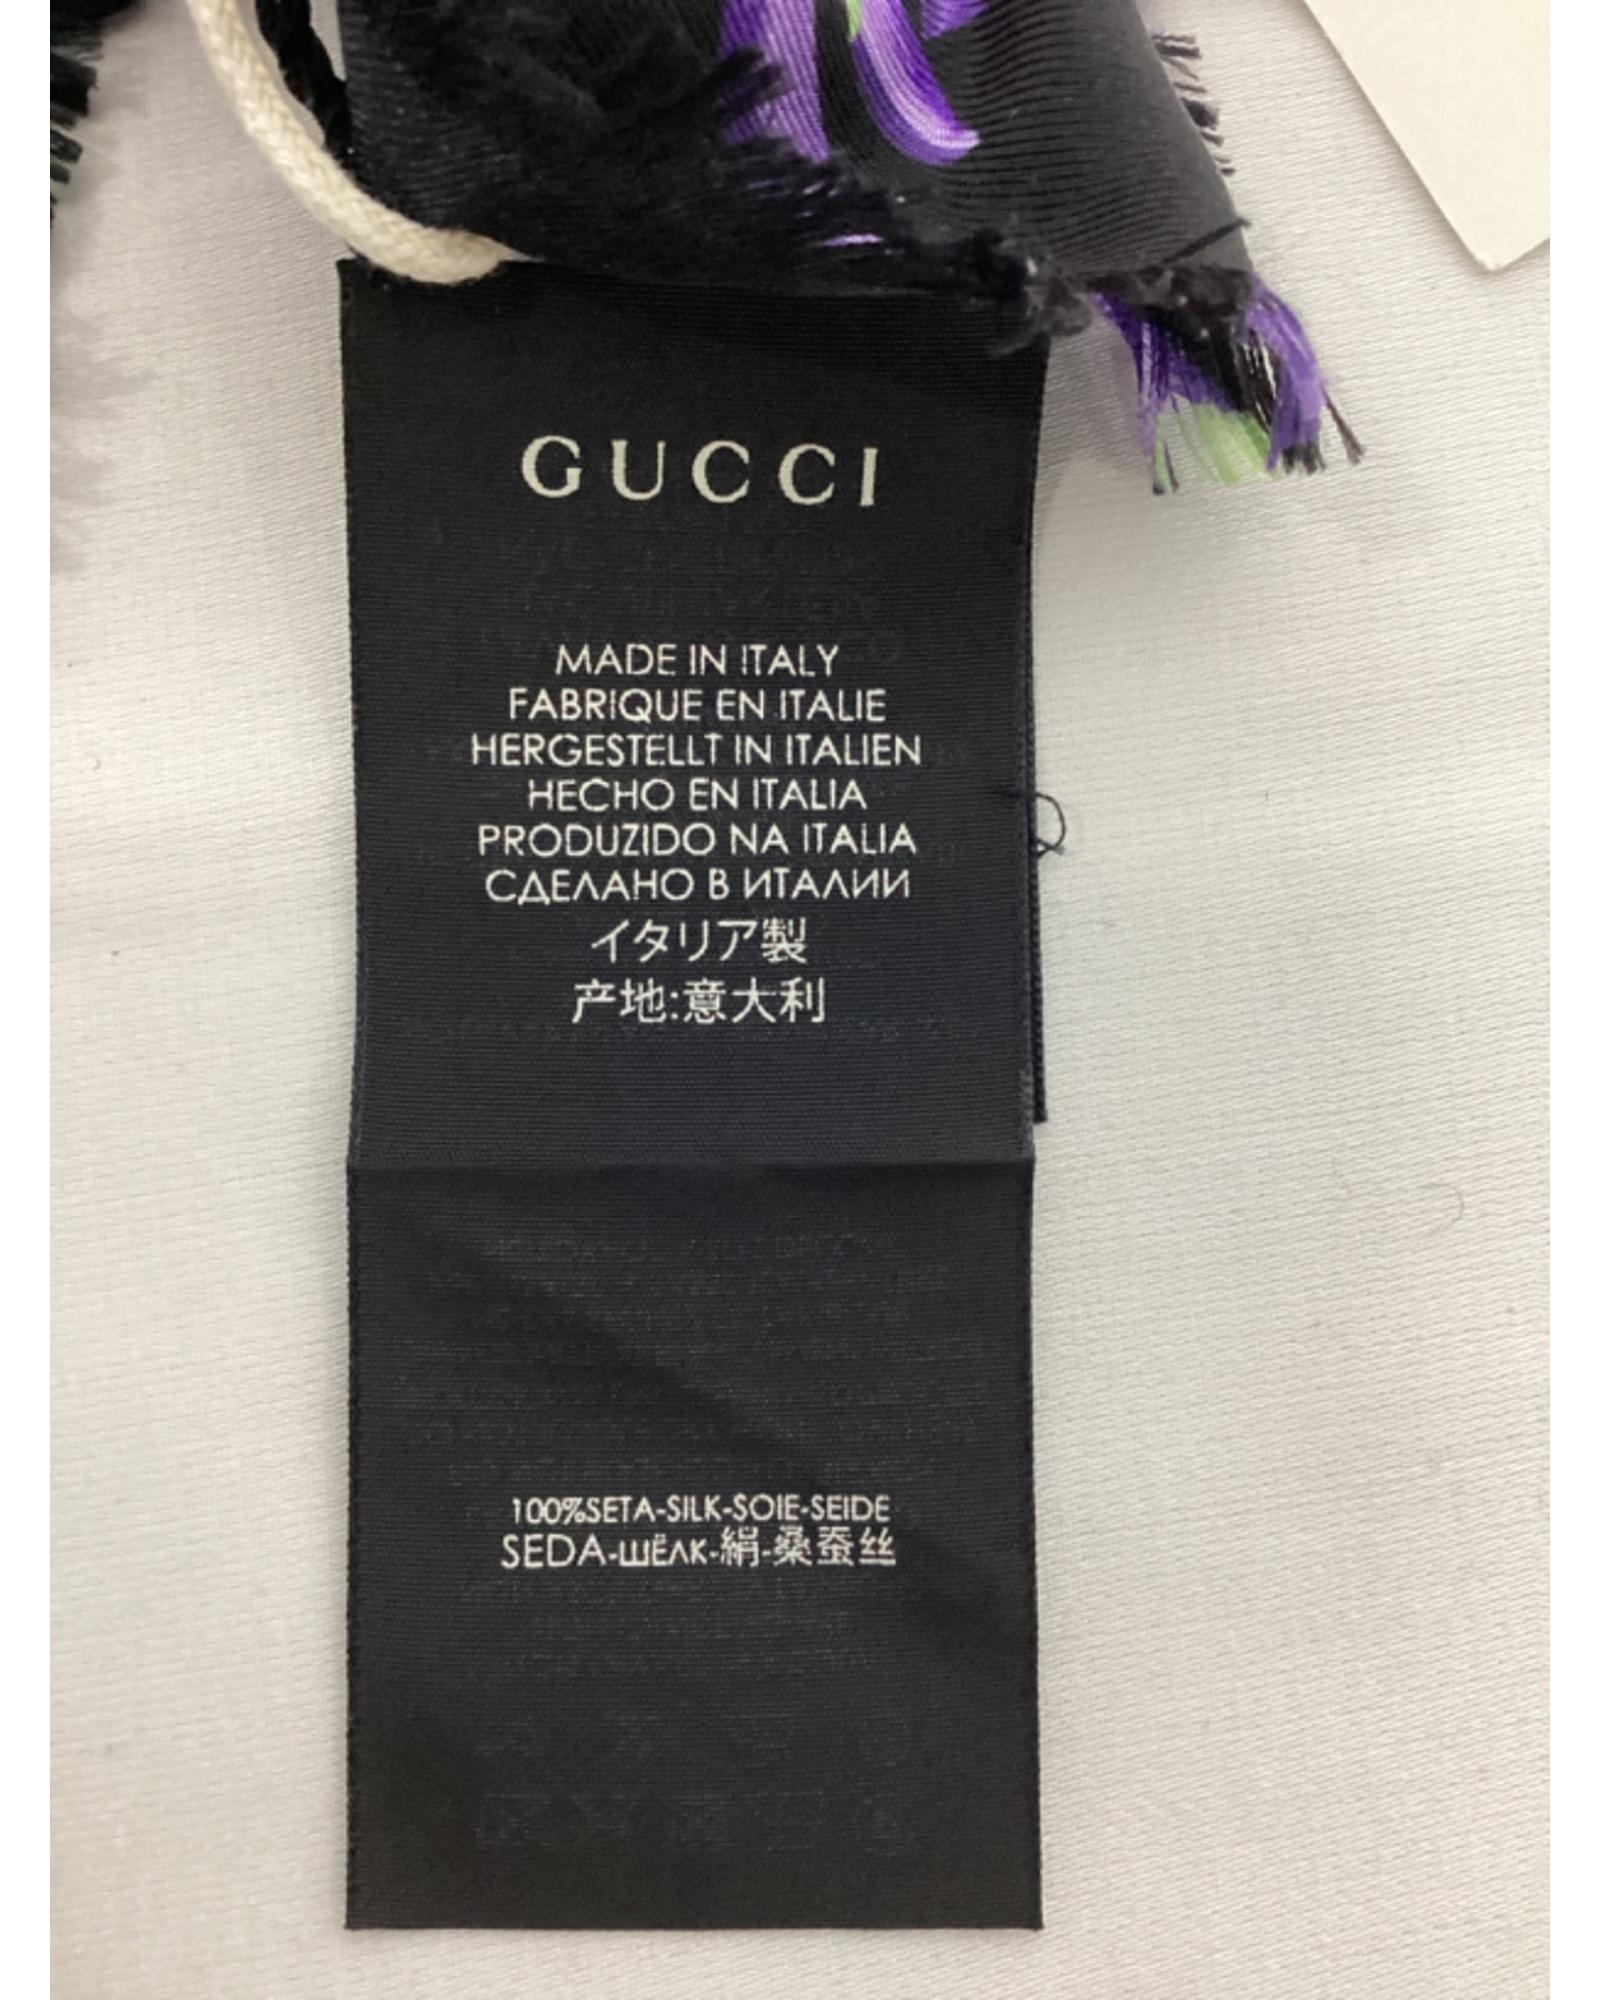 GUCCI
MADE IN ITALY
FABRIQUE EN ITALIE
HERGESTELLT IN ITALIEN
HECHO EN ITALIA
PRODUZIDO NA ITALIA
СДЕЛАНО В ИТАЛИИ
イタリア製
产地:意大利
100%SETA-SILK-SOIE-SEIDE
SEDA-ШЁЛК-絹-桑蚕丝